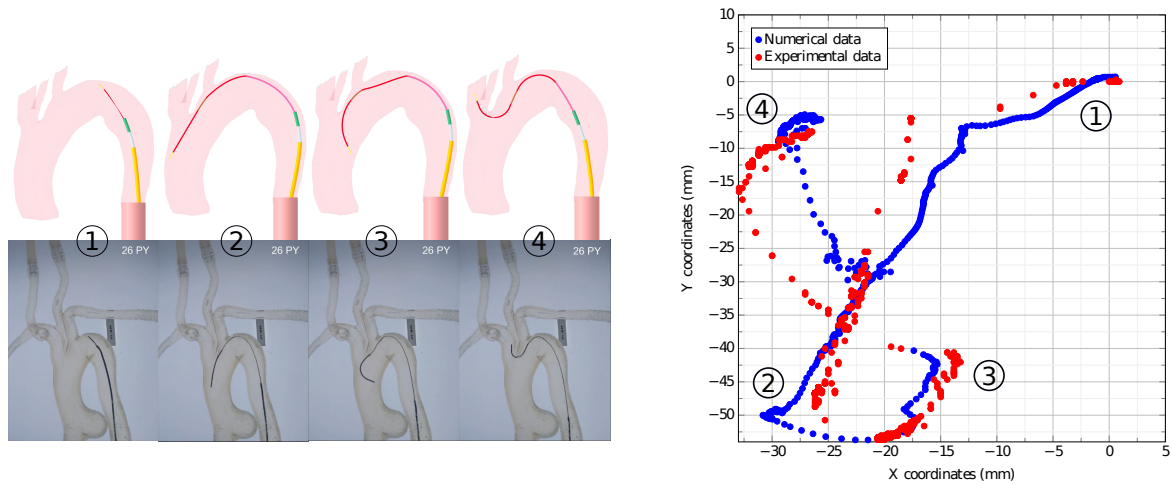 ① ② ③ ④
26 PY 26 PY 26 PY 26 PY
Numerical data
Experimental data
④
①
②
③
10
5
0
−5
−10
−15
−20
−25
−30
−35
−40
−45
−50
Y coordinates (mm)
−30 −25 −20 −15 −10 −5 0 5
X coordinates (mm)